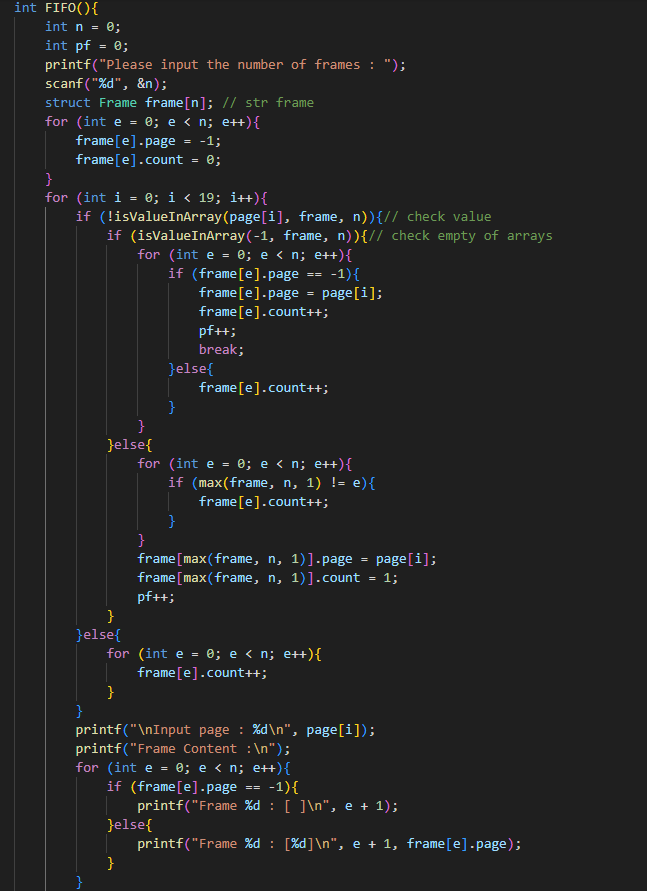 int FIFO(){
    int n = 0;
    int pf = 0;
    printf("Please input the number of frames : ");
    scanf("%d", &n);
    struct Frame frame[n]; // str frame
    for (int e = 0; e < n; e++){
        frame[e].page = -1;
        frame[e].count = 0;
    }
    for (int i = 0; i < 19; i++){
        if (!isValueInArray(page[i], frame, n)){// check value
            if (isValueInArray(-1, frame, n)){// check empty of arrays
                for (int e = 0; e < n; e++){
                    if (frame[e].page == -1){
                        frame[e].page = page[i];
                        frame[e].count++;
                        pf++;
                        break;
                    }else{
                        frame[e].count++;
                    }
                }
            }else{
                for (int e = 0; e < n; e++){
                    if (max(frame, n, 1) != e){
                        frame[e].count++;
                    }
                }
                frame[max(frame, n, 1)].page = page[i];
                frame[max(frame, n, 1)].count = 1;
                pf++;
            }
        }else{
            for (int e = 0; e < n; e++){
                frame[e].count++;
            }
        }
        printf("\nInput page : %d\n", page[i]);
        printf("Frame Content :\n");
        for (int e = 0; e < n; e++){
            if (frame[e].page == -1){
                printf("Frame %d : [ ]\n", e + 1);
            }else{
                printf("Frame %d : [%d]\n", e + 1, frame[e].page);
            }
        }